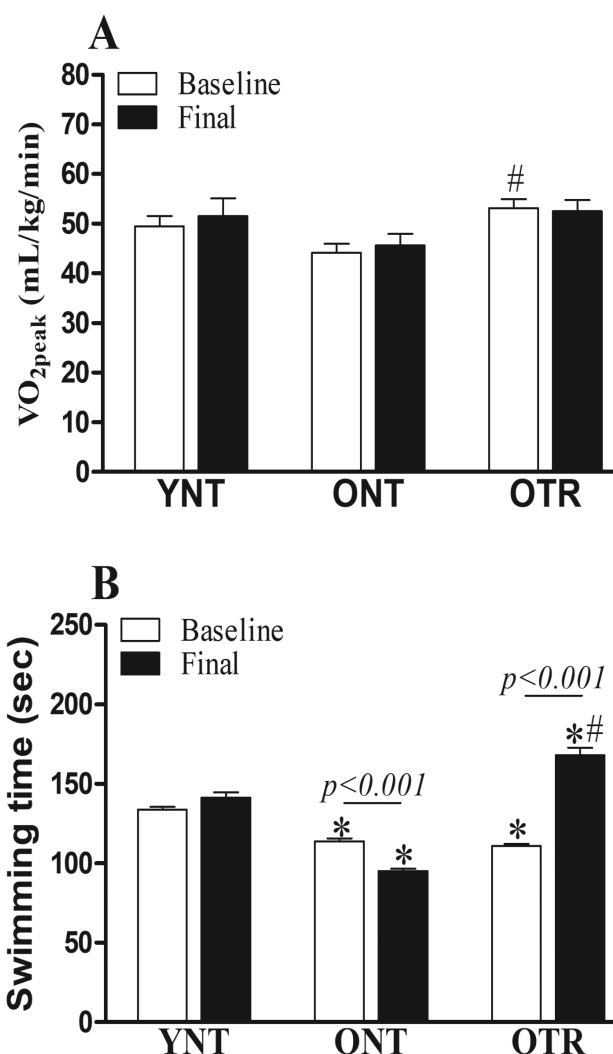 A
Baseline
Final
VO2peak (mL/kg/min)
80
70
60
50
40
30
20
10
0
#
YNT ONT OTR
B
Baseline
Final
Swimming time (sec)
250
200
150
100
50
0
p<0.001
p<0.001
* * * *#
YNT ONT OTR